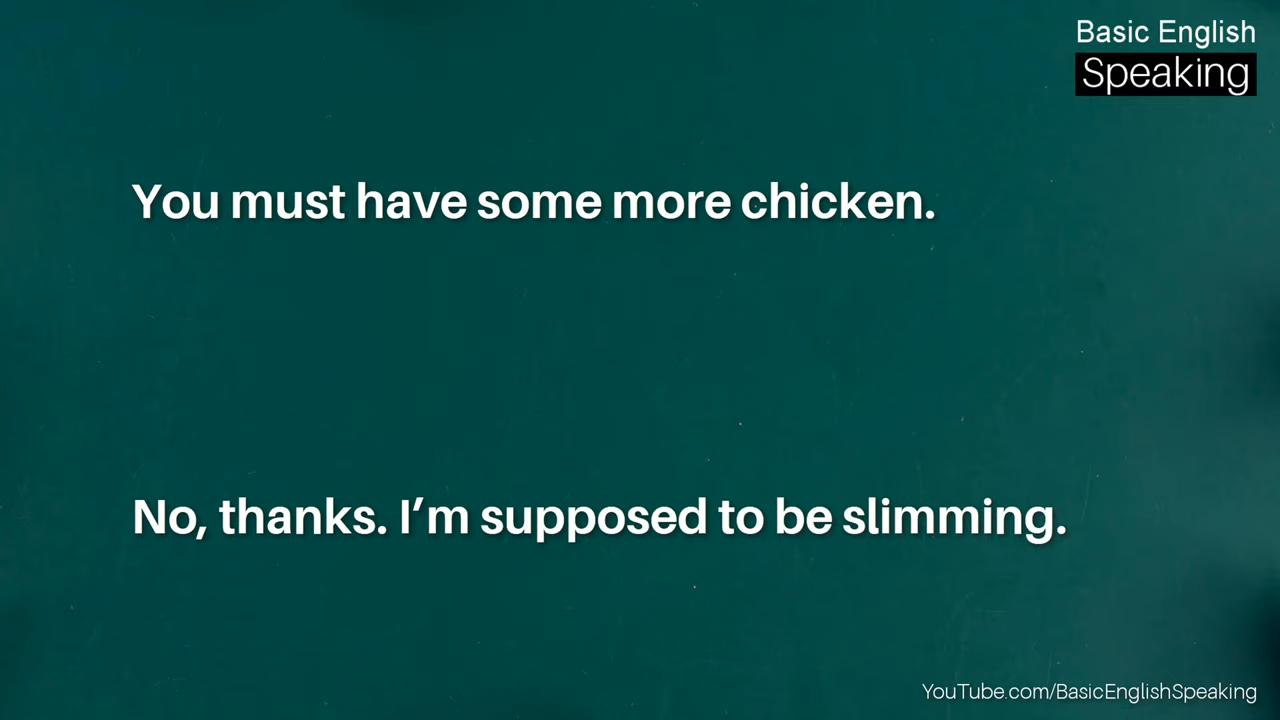 Basic English
Speaking
You must have some more chicken.
No, thanks. I’m supposed to be slimming.
YouTube.com/BasicEnglishSpeaking